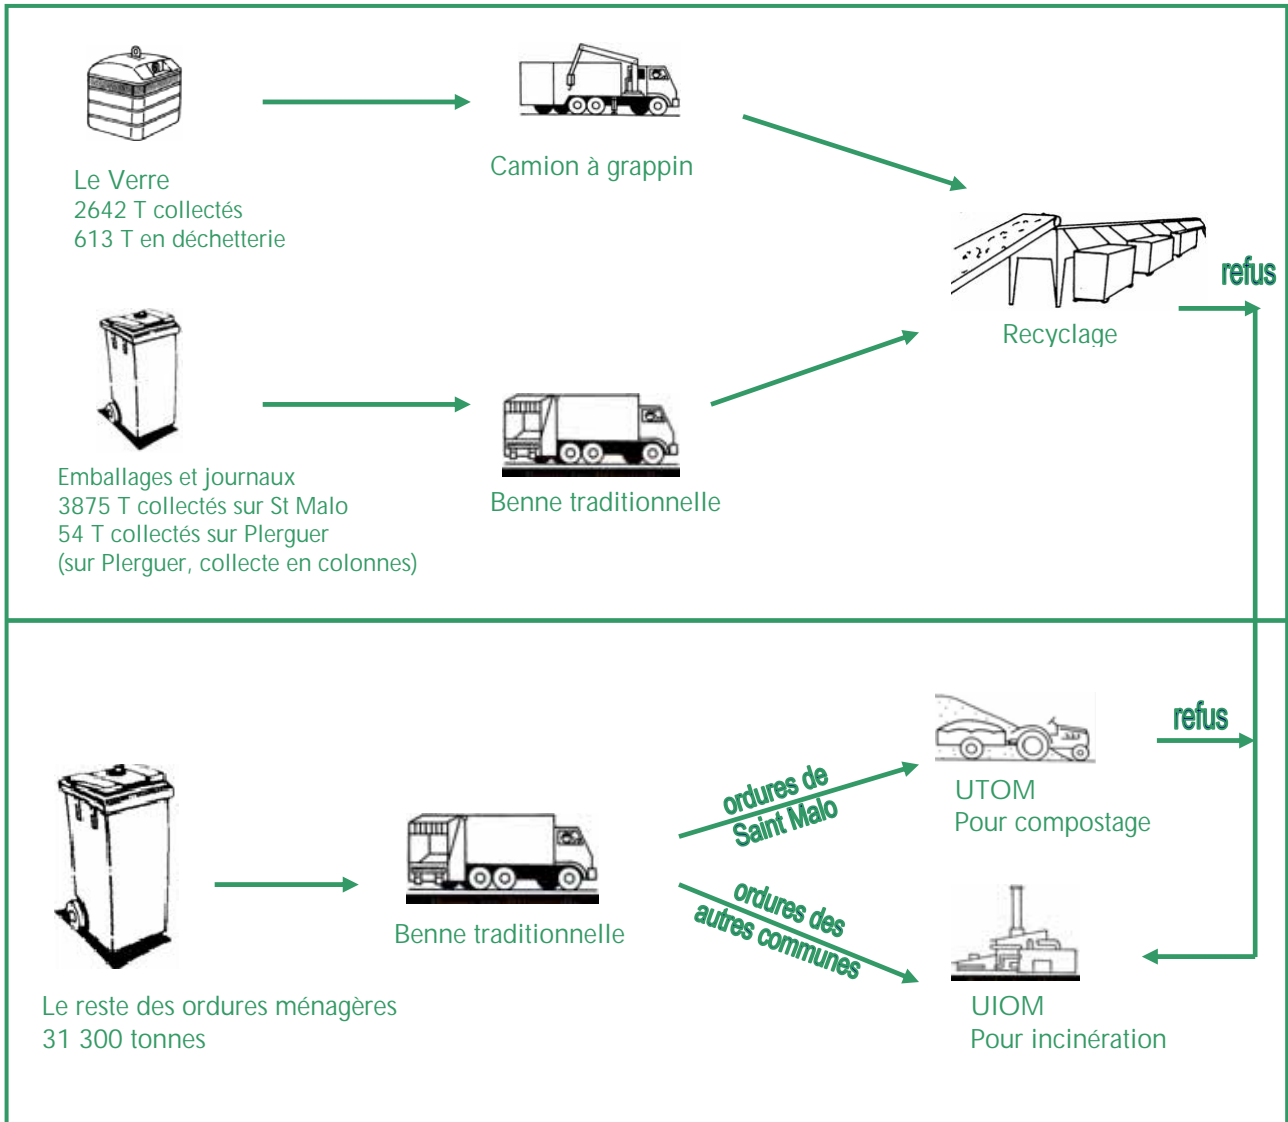 Le Verre
2642 T collectés
613 T en déchetterie
Camion à grappin
Recyclage
refus
Emballages et journaux
3875 T collectés sur St Malo
54 T collectés sur Plerguer
(sur Plerguer, collecte en colonnes)
Benne traditionnelle
Le reste des ordures ménagères
31 300 tonnes
Benne traditionnelle
ordures de
Saint Malo
ordures des
autres communes
UTOM
Pour compostage
refus
UIOM
Pour incinération